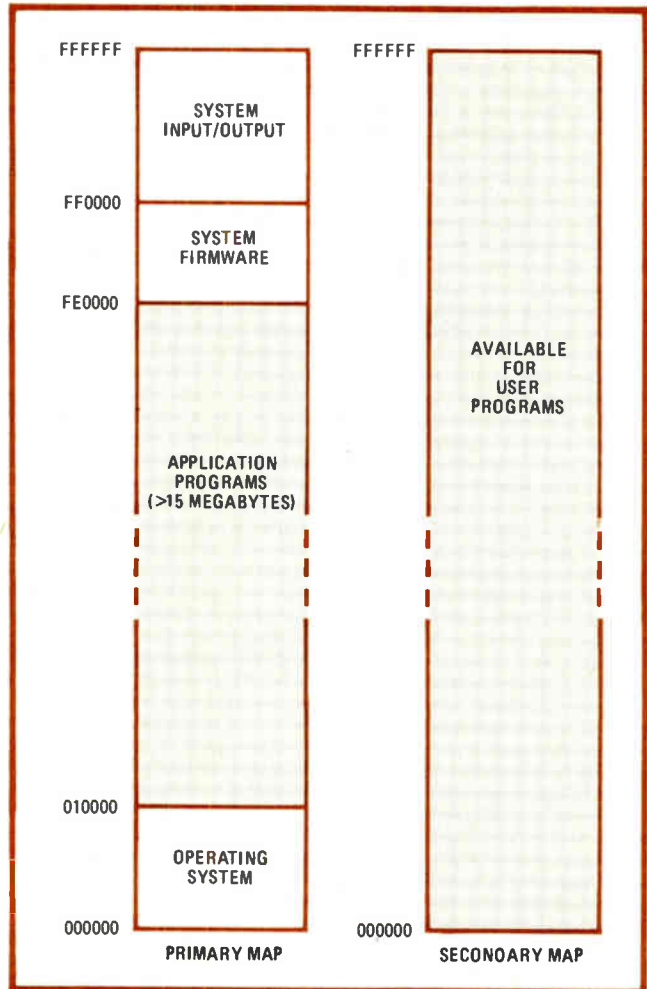 FFFFFF
SYSTEM
INPUT/OUTPUT
FF0000
SYSTEM
FIRMWARE
FE0000
APPLICATION
PROGRAMS
(>15 MEGABYTES)
010000
OPERATING
SYSTEM
000000
PRIMARY MAP
FFFFFF
AVAILABLE
FOR
USER
PROGRAMS
000000
SECONOARY MAP